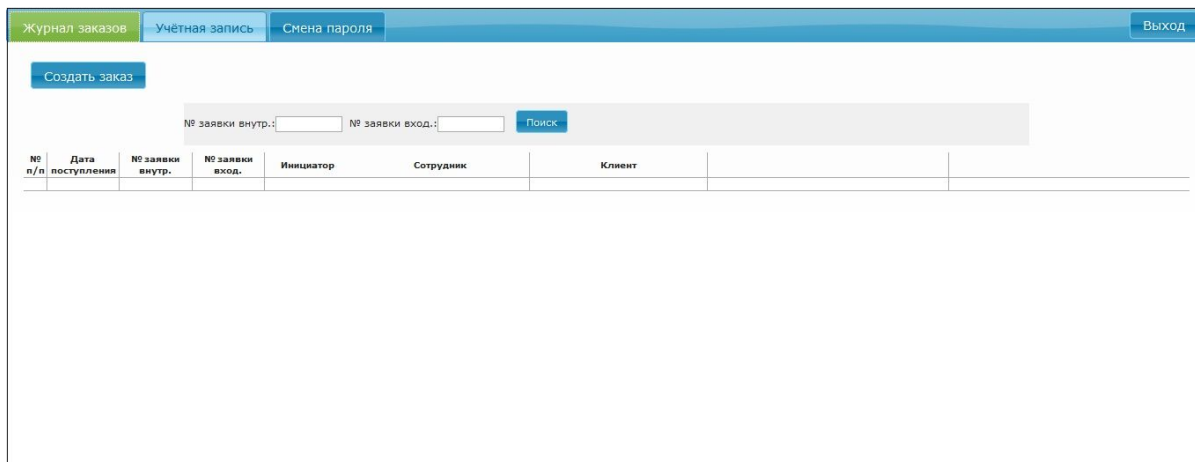 Журнал заказов Учётная запись Смена пароля Выход
Создать заказ
№ заявки внутр.: № заявки вход.: Поиск
№ п/п Дата поступления № заявки внутр. № заявки вход. Инициатор Сотрудник Клиент